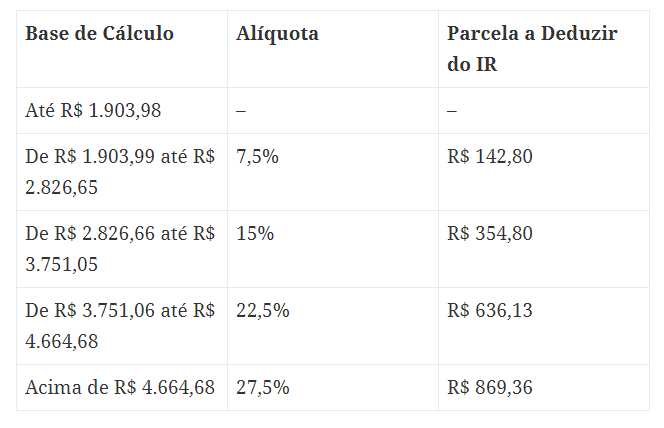 Base de Cálculo
Alíquota
Parcela a Deduzir
do IR
Até R$ 1.903,98
–
–
De R$ 1.903,99 até R$
2.826,65
7,5%
R$ 142,80
De R$ 2.826,66 até R$
3.751,05
15%
R$ 354,80
De R$ 3.751,06 até R$
4.664,68
22,5%
R$ 636,13
Acima de R$ 4.664,68
27,5%
R$ 869,36